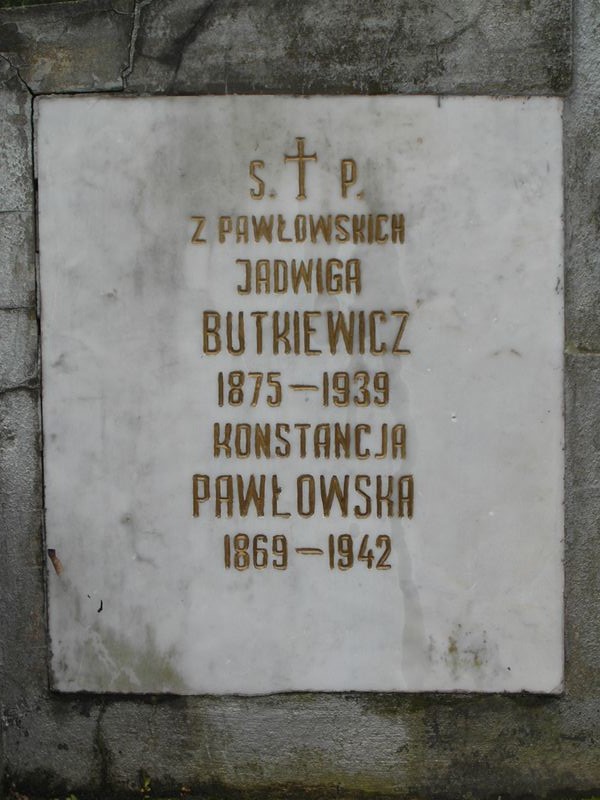 S. † P.
Z PAWŁOWSKICH
JADWIGA
BUTKIEWICZ
1875—1939
KONSTANCJA
PAWŁOWSKA
1869—1942